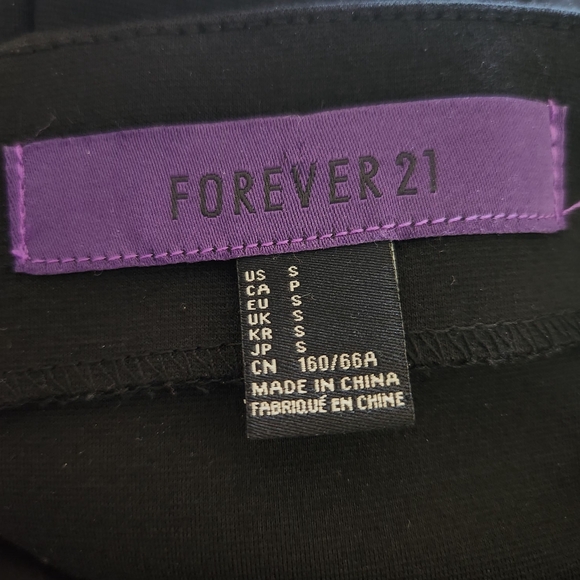 FOREVER 21
US S
CA P
EU S
UK S
KR S
JP S
CN 160/66A
MADE IN CHINA
FABRIQUÉ EN CHINE